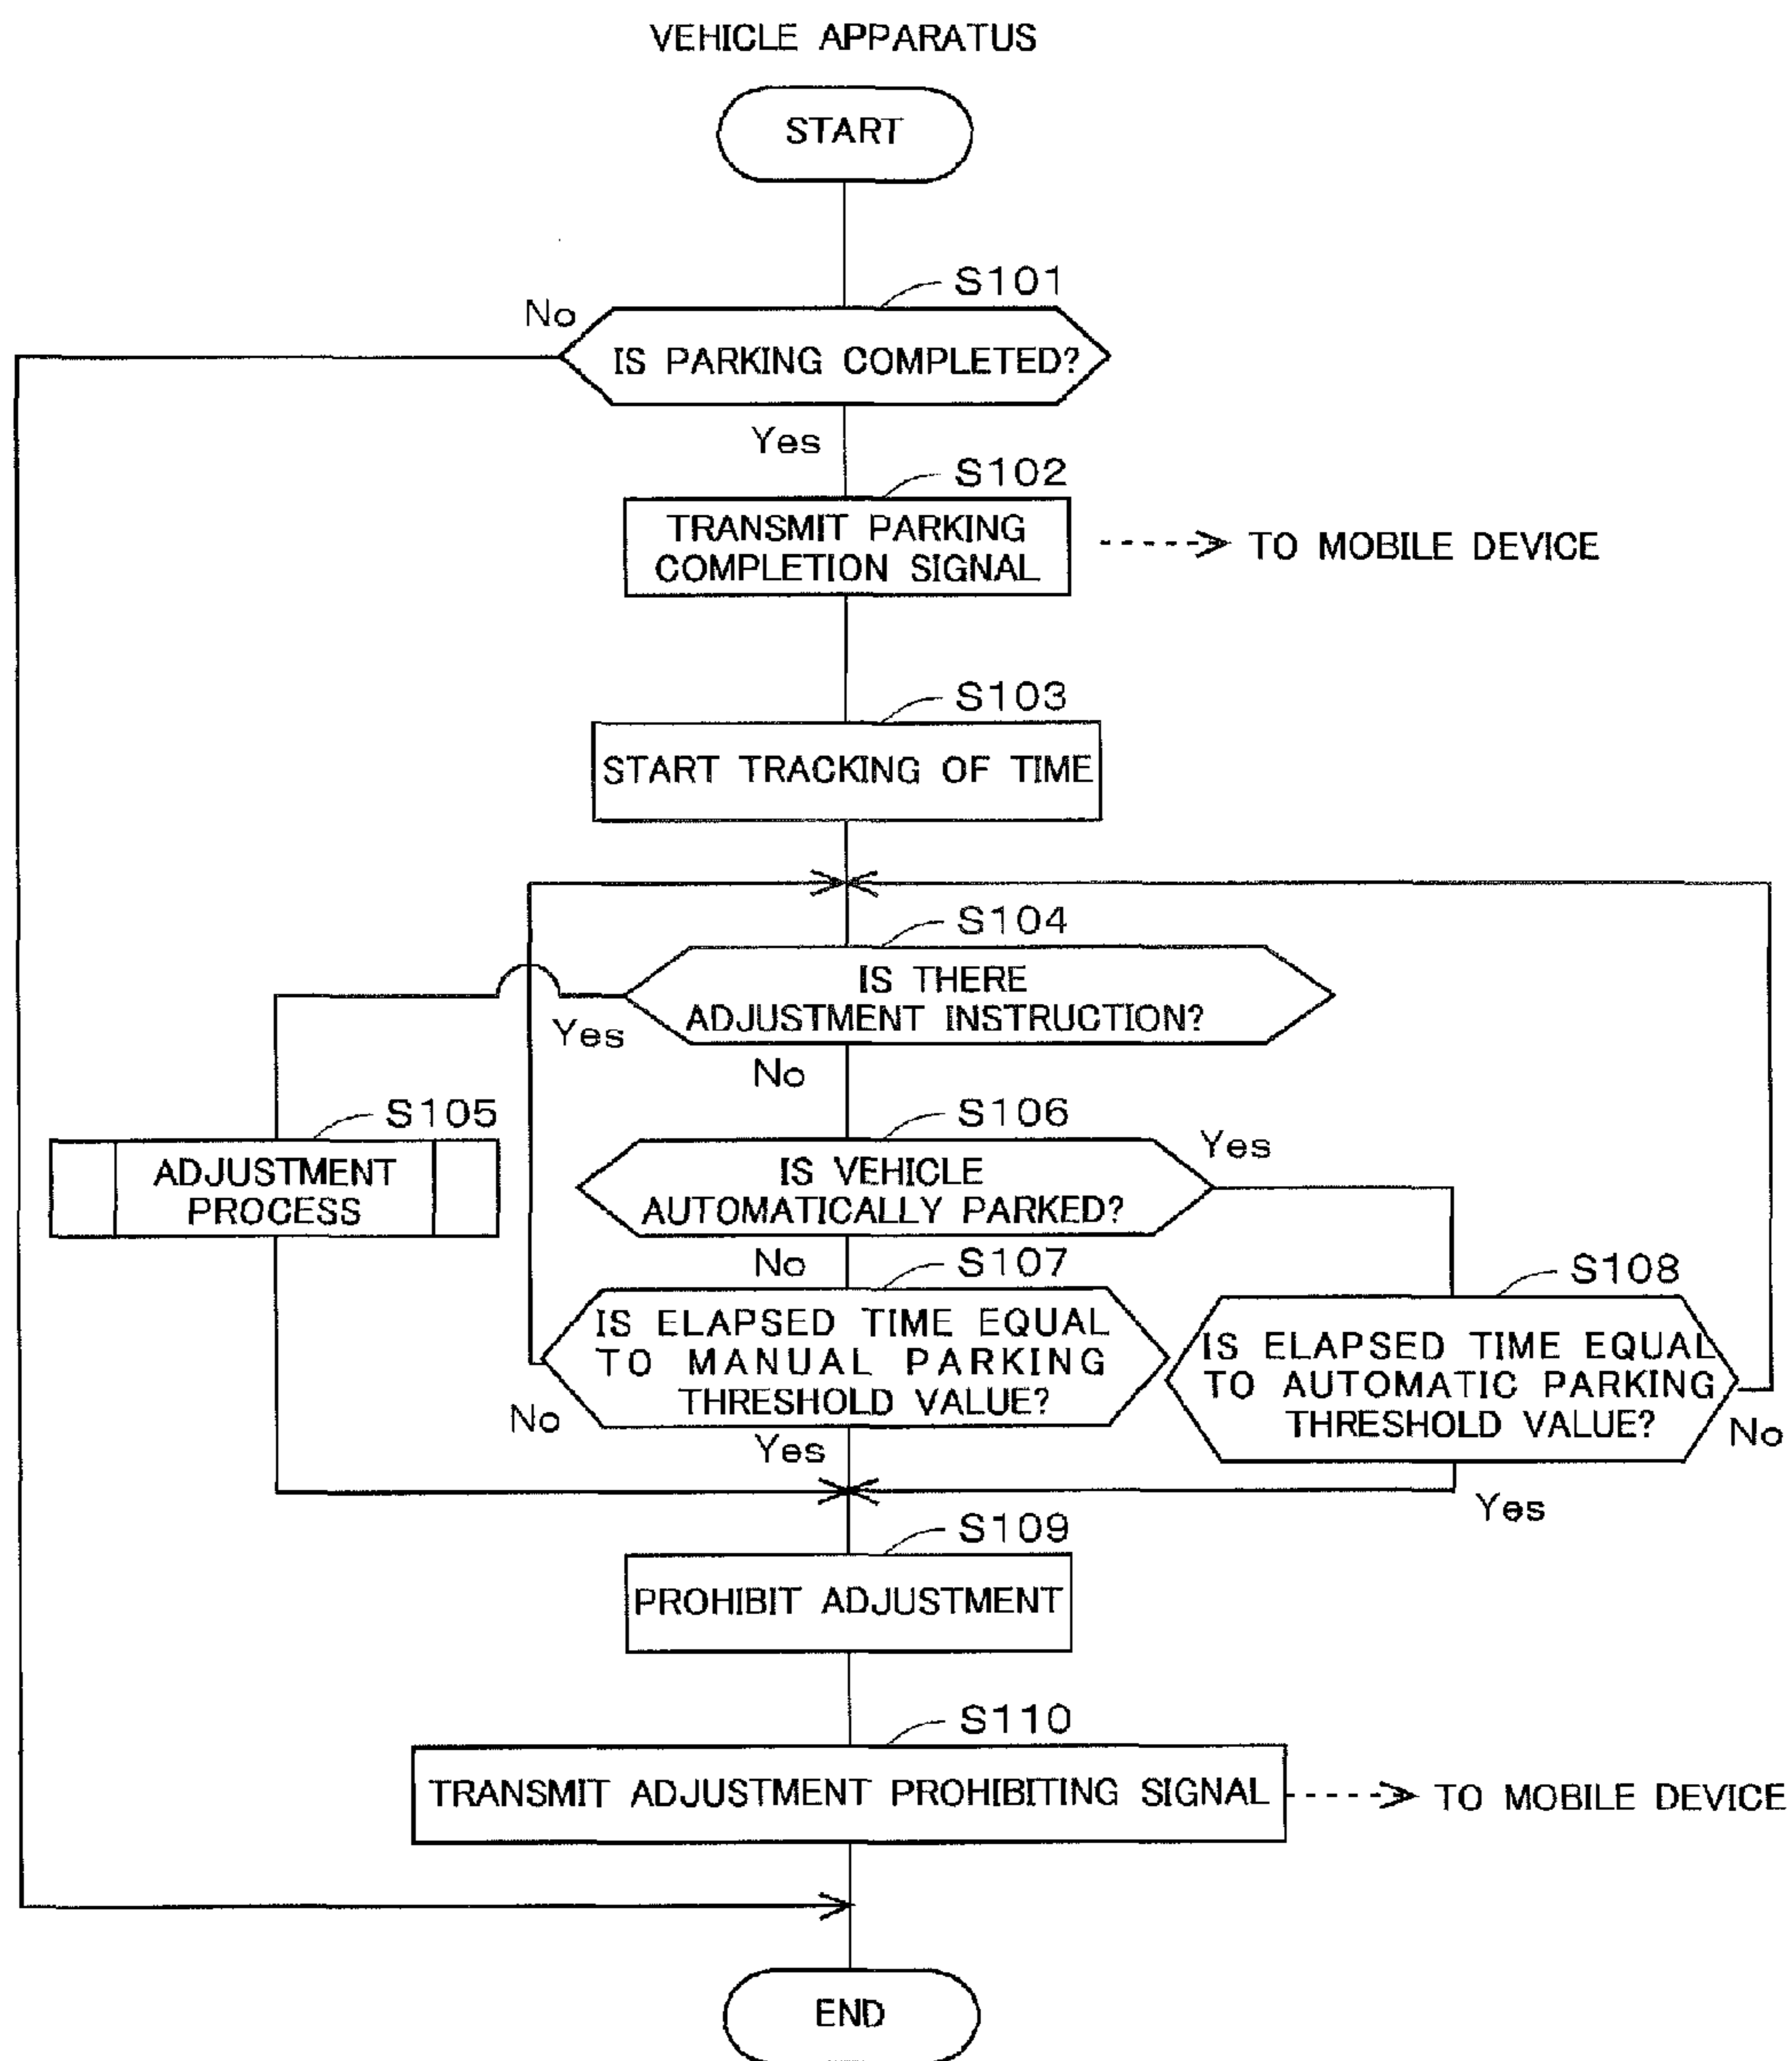 VEHICLE APPARATUS
START
S101
No
IS PARKING COMPLETED?
Yes
S102
TRANSMIT PARKING
COMPLETION SIGNAL
TO MOBILE DEVICE
S103
START TRACKING OF TIME
S104
IS THERE
ADJUSTMENT INSTRUCTION?
Yes
No
S105
ADJUSTMENT
PROCESS
S106
Yes
IS VEHICLE
AUTOMATICALLY PARKED?
No
S107
IS ELAPSED TIME EQUAL
TO MANUAL PARKING
THRESHOLD VALUE?
No
Yes
S108
IS ELAPSED TIME EQUAL
TO AUTOMATIC PARKING
THRESHOLD VALUE?
No
Yes
S109
PROHIBIT ADJUSTMENT
S110
TRANSMIT ADJUSTMENT PROHIBITING SIGNAL
TO MOBILE DEVICE
END